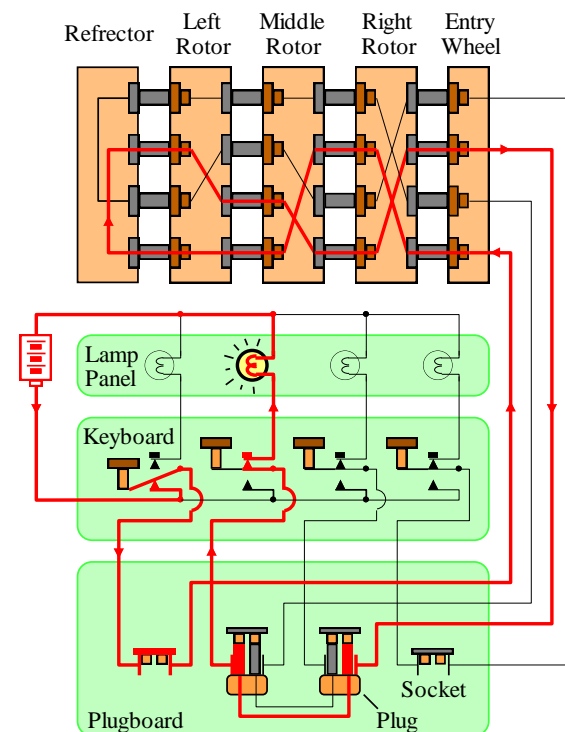 Refrector
Left
Rotor
Middle
Rotor
Right
Rotor
Entry
Wheel
Lamp
Panel
Keyboard
Socket
Plugboard
Plug